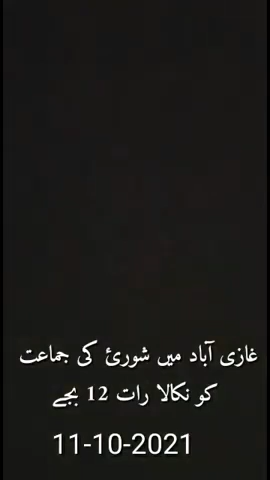 غازی آباد میں شوریٰ کی جماعت
کو نکالا رات 12 بجے
11-10-2021